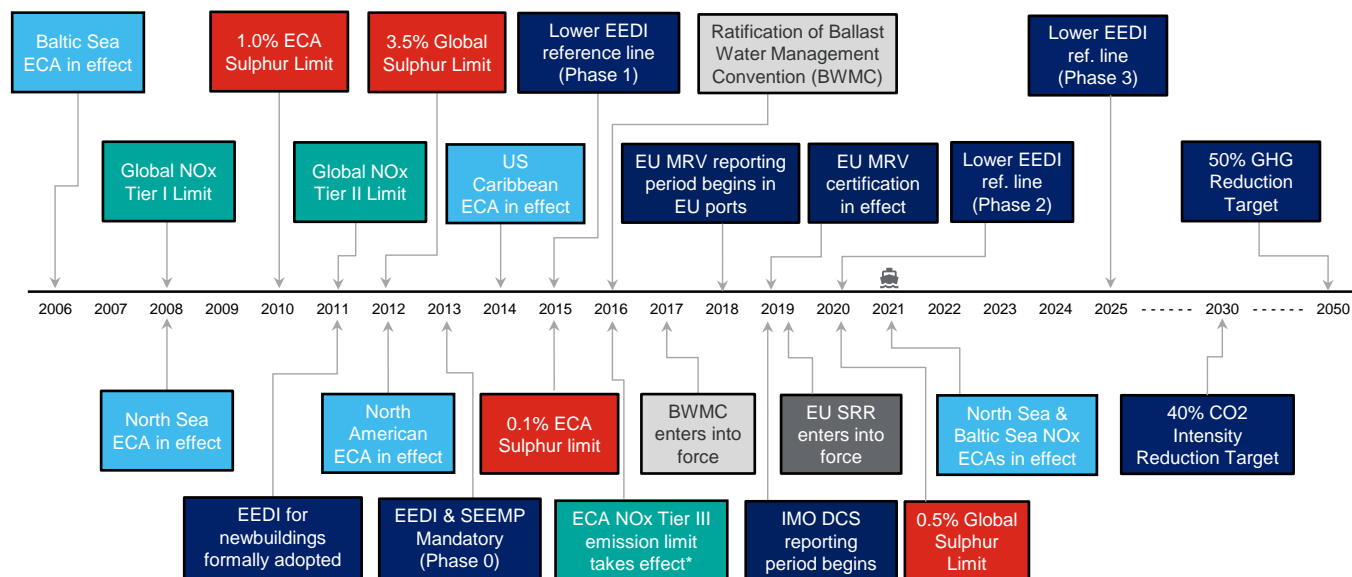 Baltic Sea
ECA in effect
1.0% ECA
Sulphur Limit
3.5% Global
Sulphur Limit
Lower EEDI
reference line
(Phase 1)
Ratification of Ballast
Water Management
Convention (BWMC)
Lower EEDI
ref. line
(Phase 3)
Global NOx
Tier I Limit
Global NOx
Tier II Limit
US
Caribbean
ECA in effect
EU MRV reporting
period begins in
EU ports
EU MRV
certification
in effect
Lower EEDI
ref. line
(Phase 2)
50% GHG
Reduction
Target
2006 2007 2008 2009 2010 2011 2012 2013 2014 2015 2016 2017 2018 2019 2020 2021 2022 2023 2024 2025 ------ 2030 ------ 2050
North Sea
ECA in effect
North
American
ECA in effect
0.1% ECA
Sulphur limit
BWMC
enters into
force
EU SRR
enters into
force
North Sea &
Baltic Sea NOx
ECAs in effect
40% CO2
Intensity
Reduction Target
EEDI for
newbuildings
formally adopted
EEDI & SEEMP
Mandatory
(Phase 0)
ECA NOx Tier III
emission limit
takes effect*
IMO DCS
reporting
period begins
0.5% Global
Sulphur
Limit